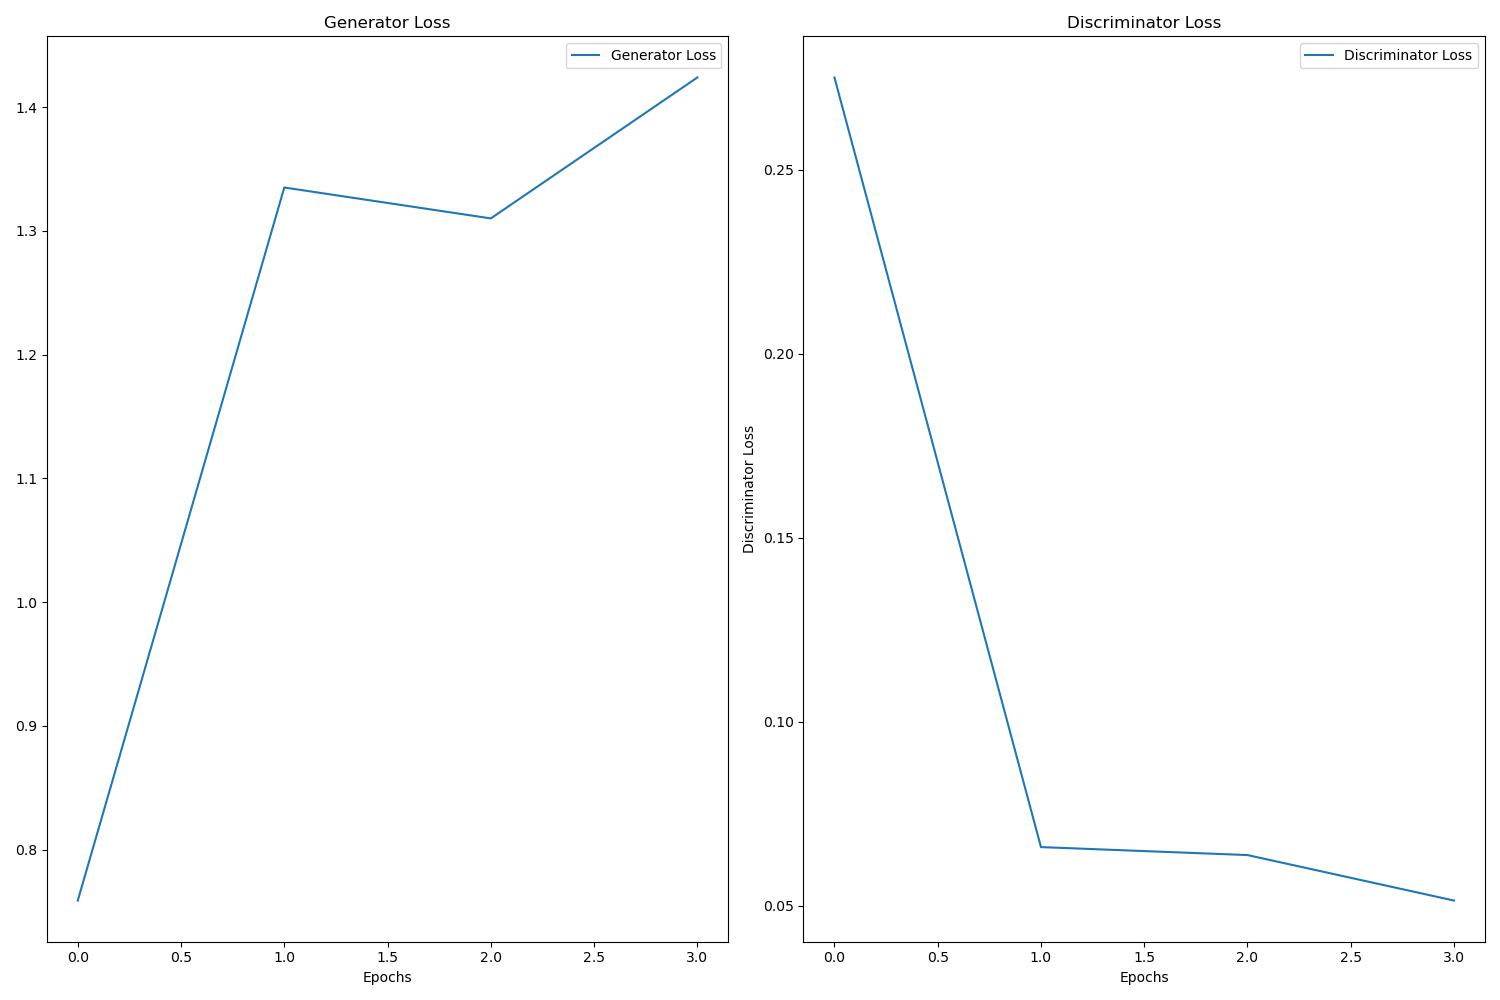 Generator Loss
Generator Loss
1.4
1.3
1.2
1.1
1.0
0.9
0.8
0.0 0.5 1.0 1.5 2.0 2.5 3.0
Epochs
Discriminator Loss
Discriminator Loss
Discriminator Loss
0.25
0.20
0.15
0.10
0.05
0.0 0.5 1.0 1.5 2.0 2.5 3.0
Epochs